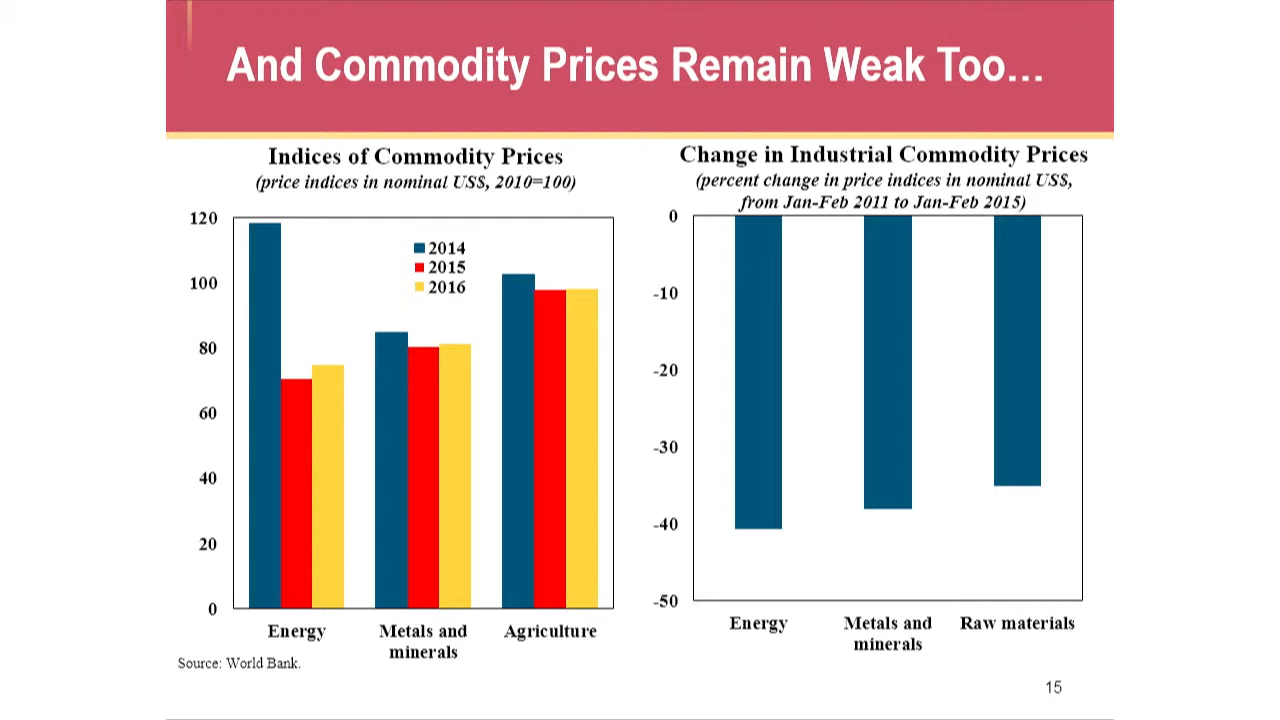 And Commodity Prices Remain Weak Too...
Indices of Commodity Prices
(price indices in nominal US$, 2010=100)
120
100
80
60
40
20
0
2014
2015
2016
Energy
Metals and
minerals
Agriculture
Source: World Bank.
Change in Industrial Commodity Prices
(percent change in price indices in nominal US$,
from Jan-Feb 2011 to Jan-Feb 2015)
0
-10
-20
-30
-40
-50
Energy
Metals and
minerals
Raw materials
15